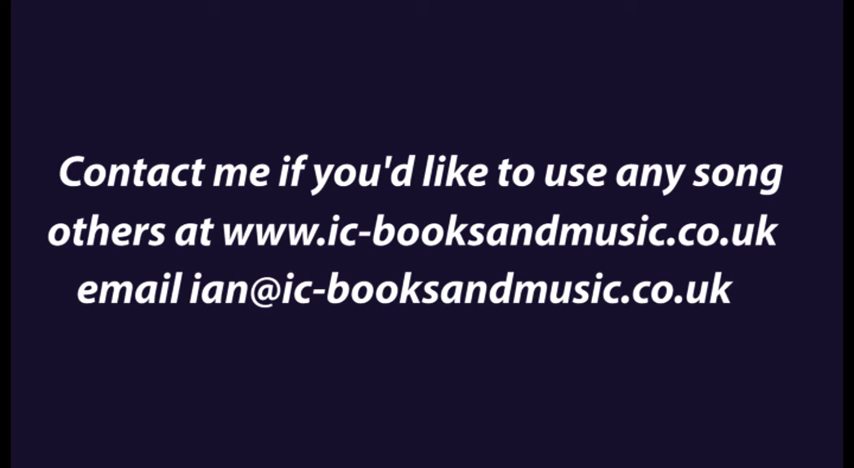 Contact me if you'd like to use any song
others at www.ic-booksandmusic.co.uk
email ian@ic-booksandmusic.co.uk